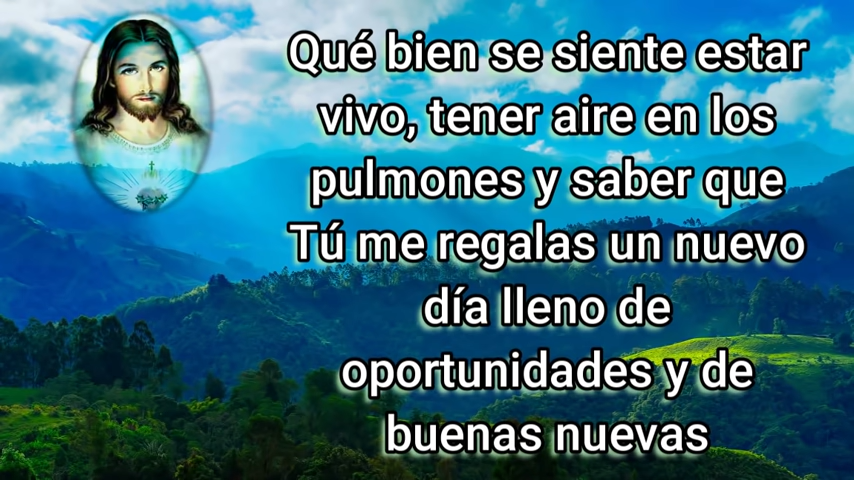 Qué bien se siente estar
vivo, tener aire en los
pulmones y saber que
Tú me regalas un nuevo
día lleno de
oportunidades y de
buenas nuevas